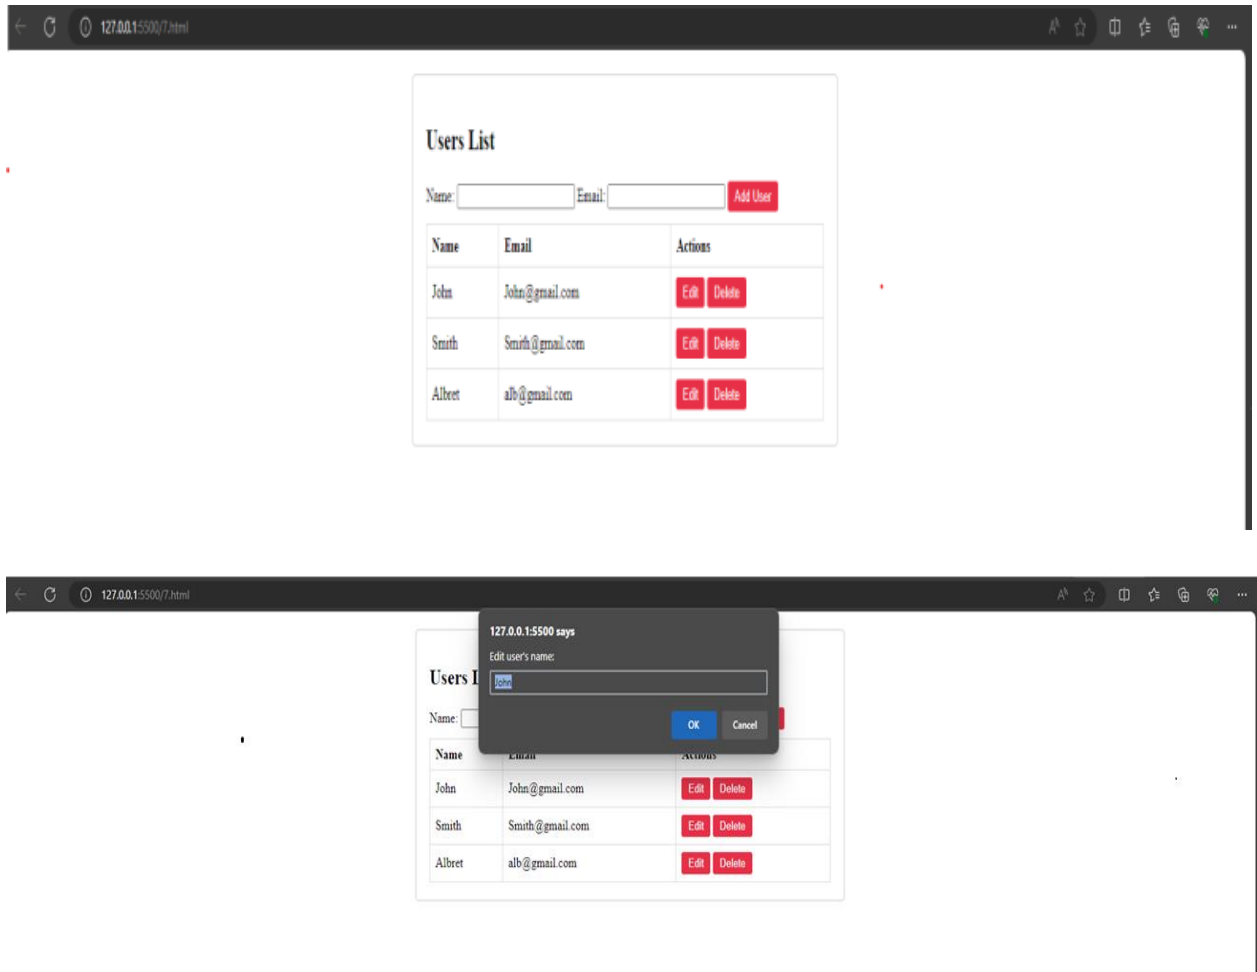 127.0.0.1:5500/7.html
Users List
Name: Email: Add User
Name Email Actions
John John@gmail.com Edit Delete
Smith Smith@gmail.com Edit Delete
Albret alb@gmail.com Edit Delete
127.0.0.1:5500/7.html
127.0.0.1:5500 says
Edit user's name:
John
OK Cancel
Users L
Name:
Name Email Actions
John John@gmail.com Edit Delete
Smith Smith@gmail.com Edit Delete
Albret alb@gmail.com Edit Delete